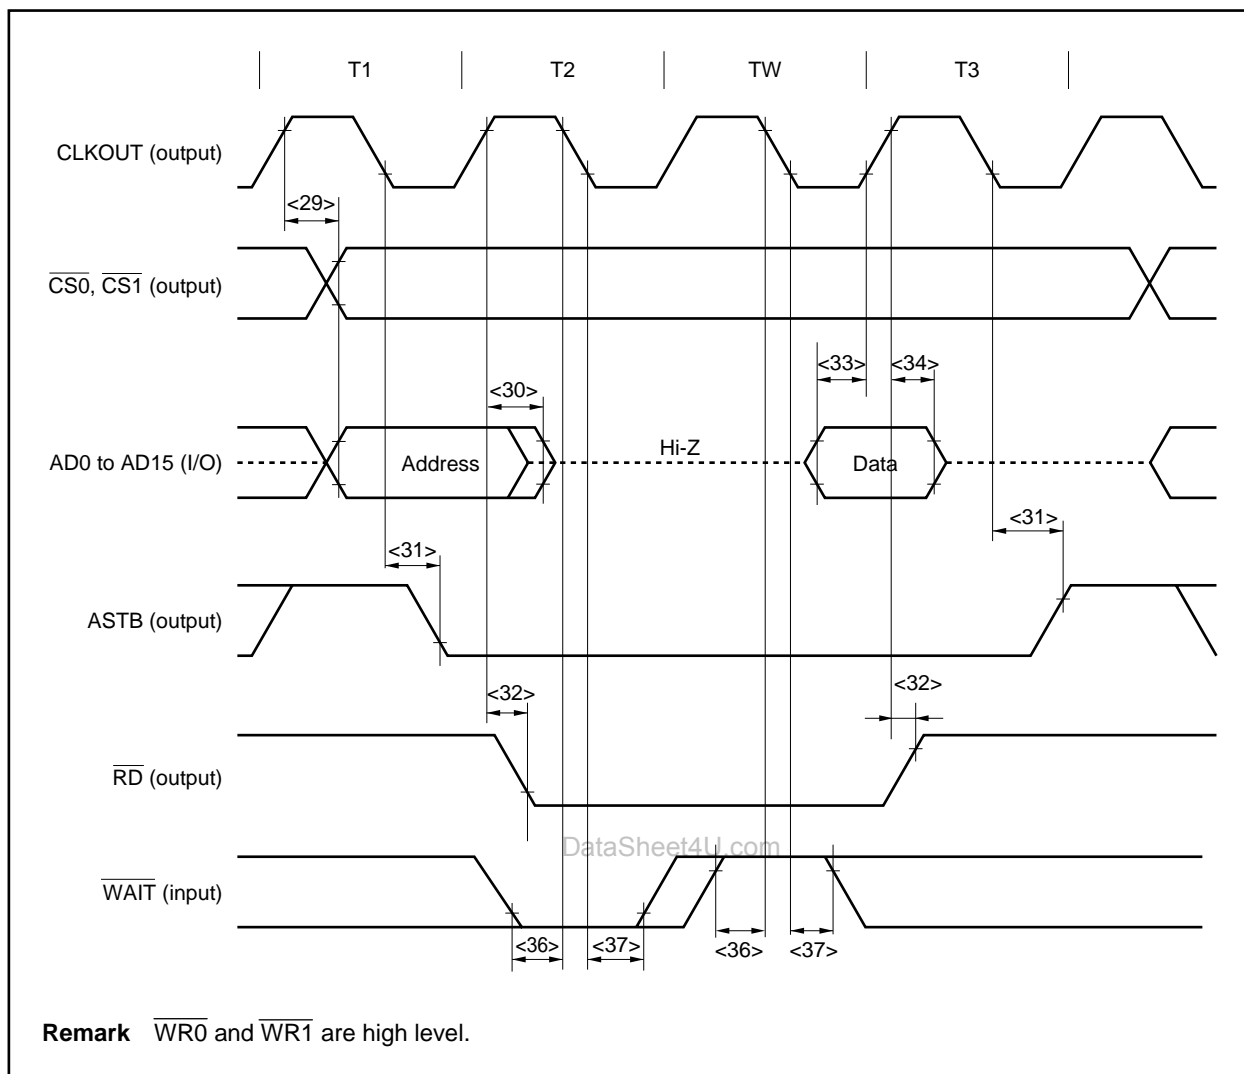 T1 T2 TW T3
CLKOUT (output)
<29>
CS0, CS1 (output)
<33> <34>
<30>
AD0 to AD15 (I/O) Address Hi-Z Data
<31> <31>
ASTB (output)
<32> <32>
RD (output)
DataSheet4U.com
WAIT (input)
<36> <37> <36> <37>
Remark WR0 and WR1 are high level.